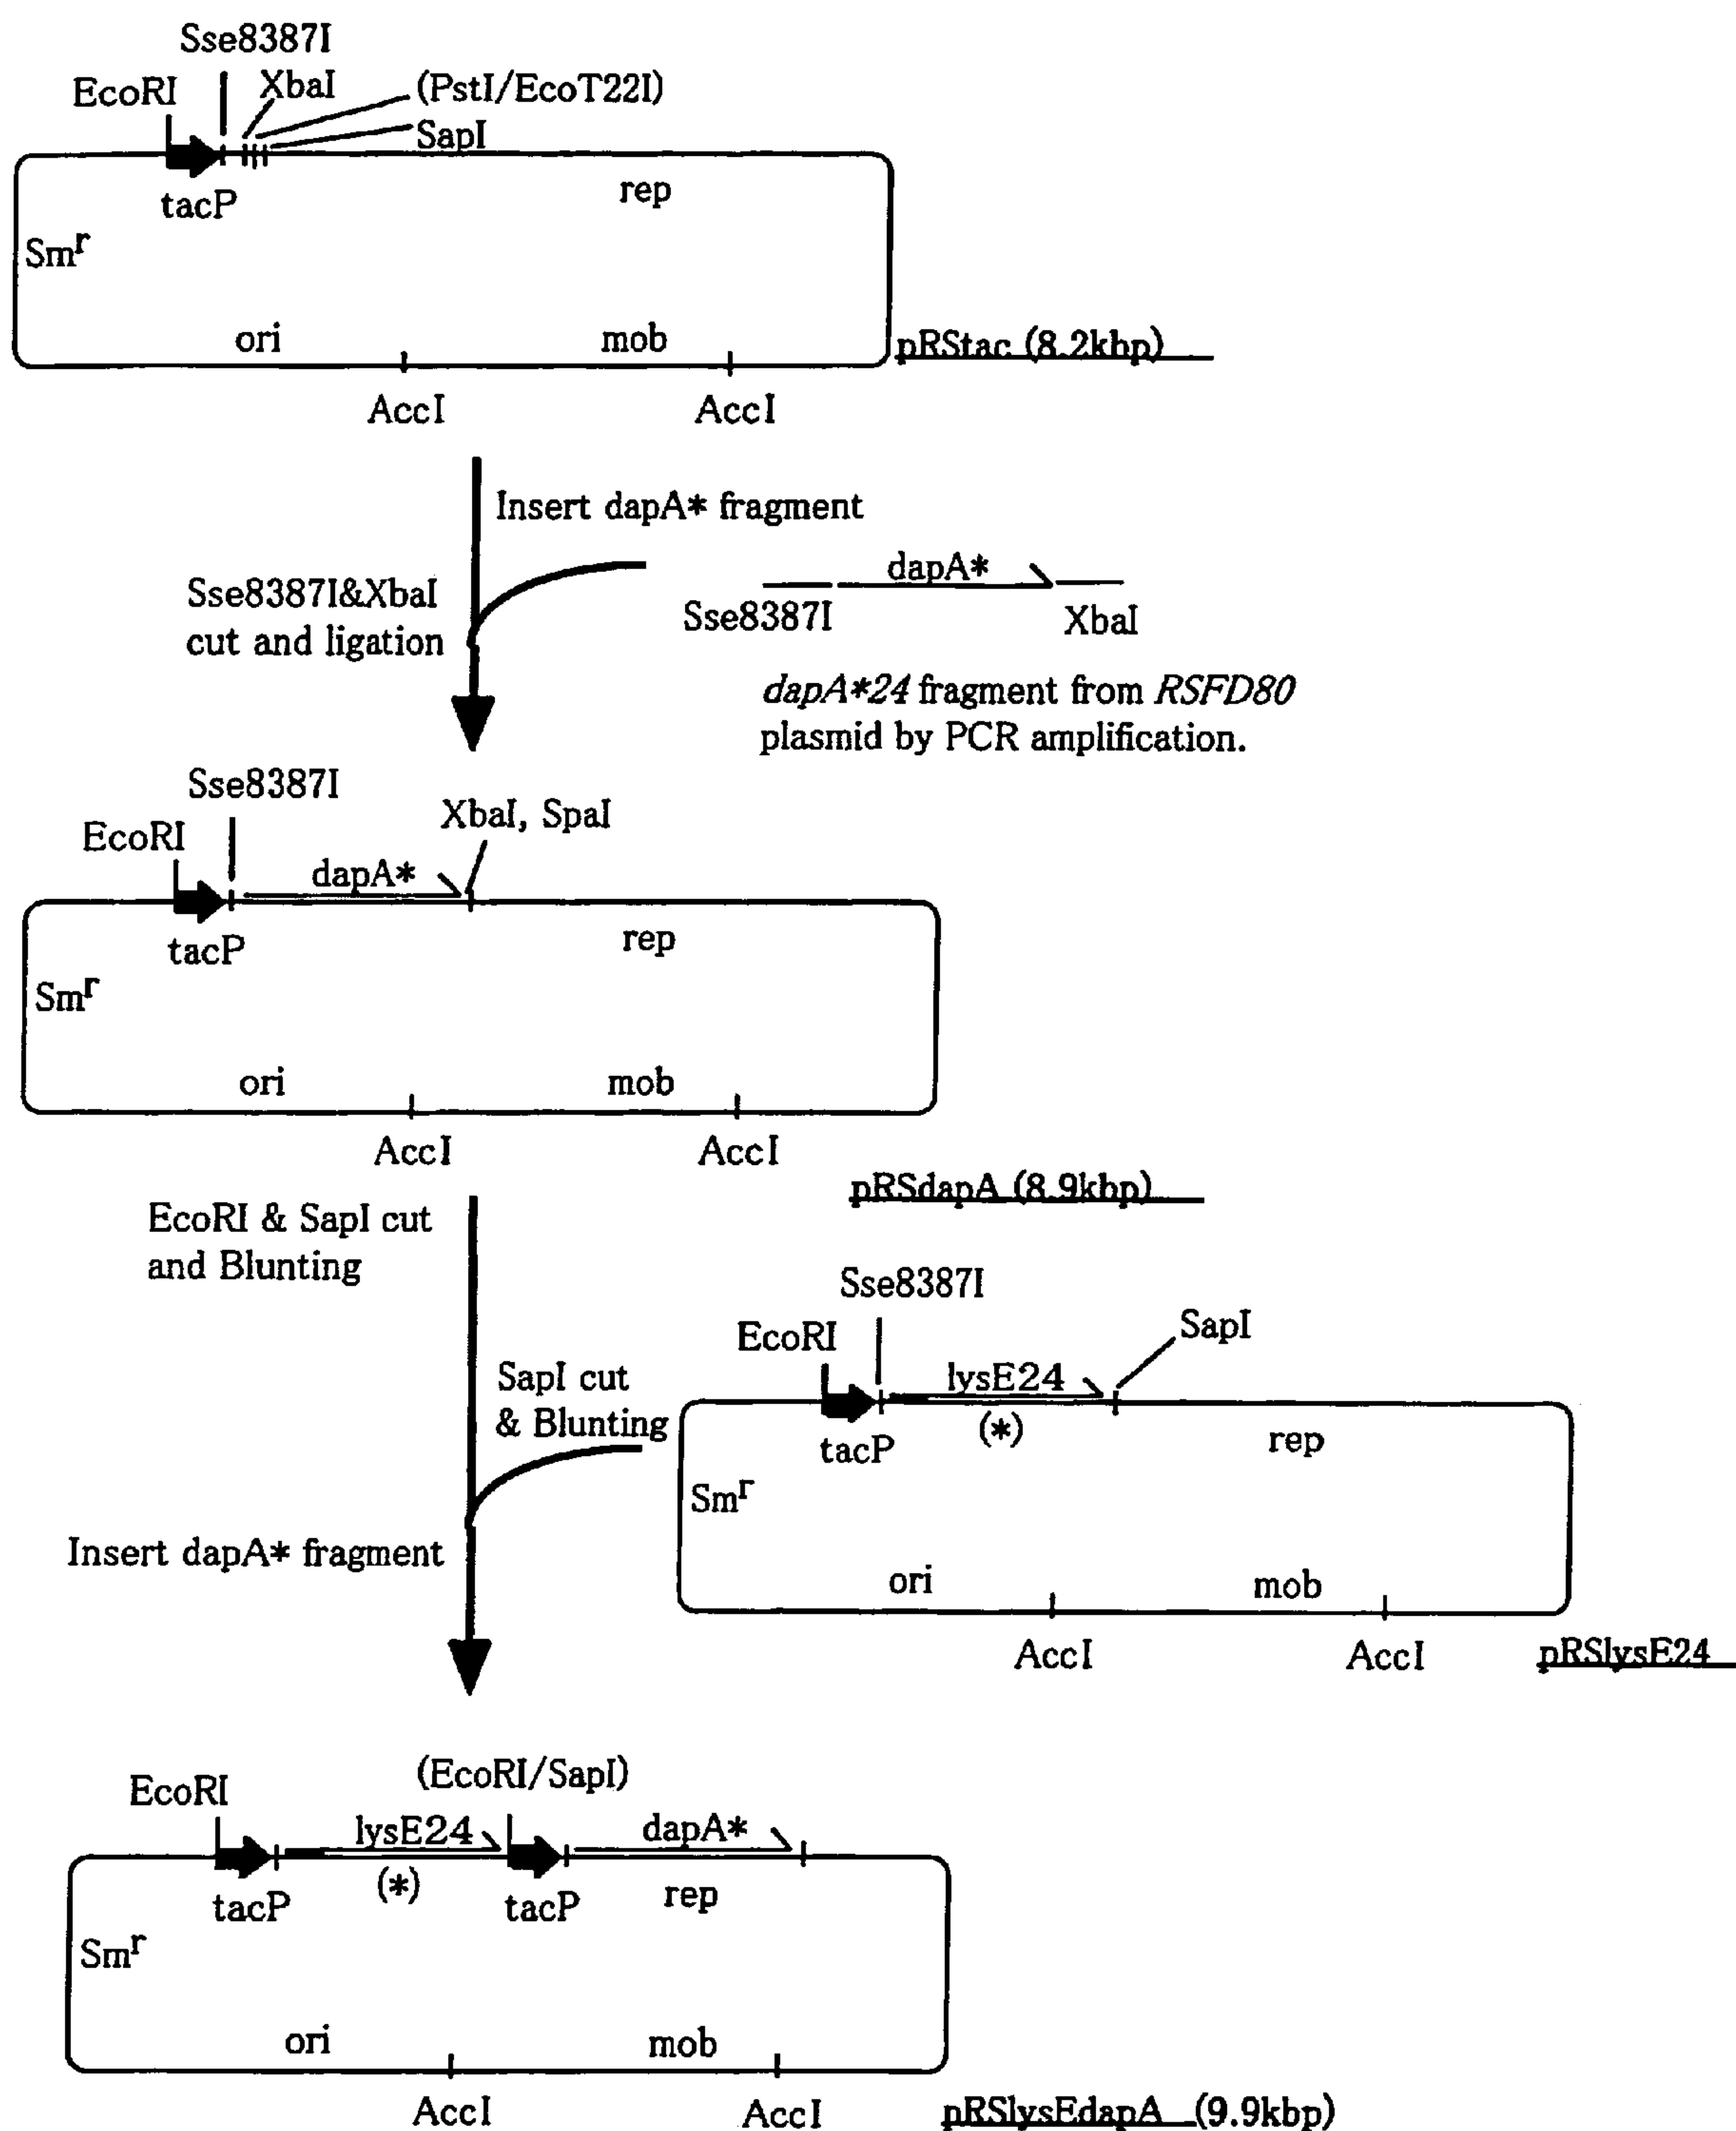 Sse8387I
EcoRI
XbaI
(PstI/EcoT22I)
SapI
tacP
rep
Smʳ
ori
mob
pRStac (8.2kbp)
AccI
AccI
Insert dapA* fragment
Sse8387I&XbaI
cut and ligation
dapA*
Sse8387I
XbaI
dapA*24 fragment from RSFD80
plasmid by PCR amplification.
Sse8387I
XbaI, SpaI
EcoRI
dapA*
tacP
rep
Smʳ
ori
mob
AccI
AccI
pRSdapA (8.9kbp)
EcoRI & SapI cut
and Blunting
Sse8387I
EcoRI
SapI
SapI cut
& Blunting
lysE24
(*)
tacP
rep
Smʳ
Insert dapA* fragment
ori
mob
AccI
AccI
pRSlysE24
EcoRI
(EcoRI/SapI)
lysE24
dapA*
(*)
tacP
tacP
rep
Smʳ
ori
mob
AccI
AccI
pRSlysEdapA (9.9kbp)